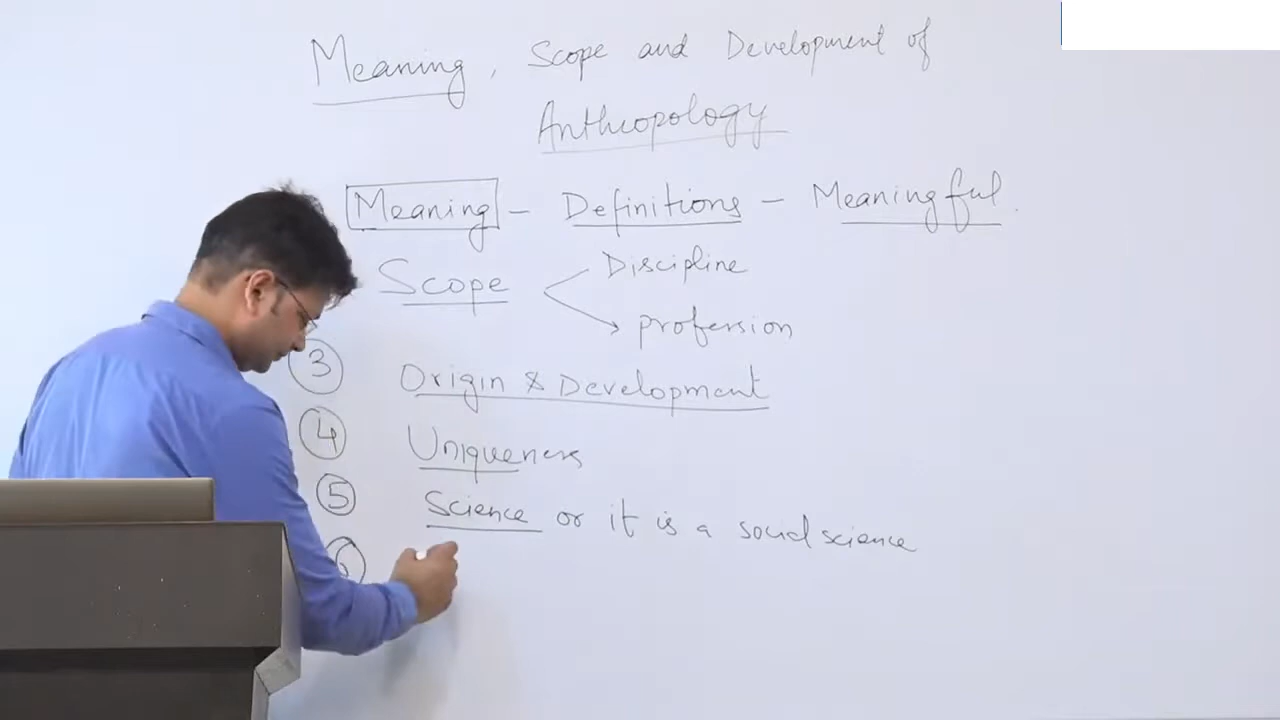 Meaning, Scope and Development of
Anthropology
Meaning - Definitions - Meaningful.
Scope Discipline
profession
3 Origin & Development
4 Uniqueness
5 Science or it is a social science
6